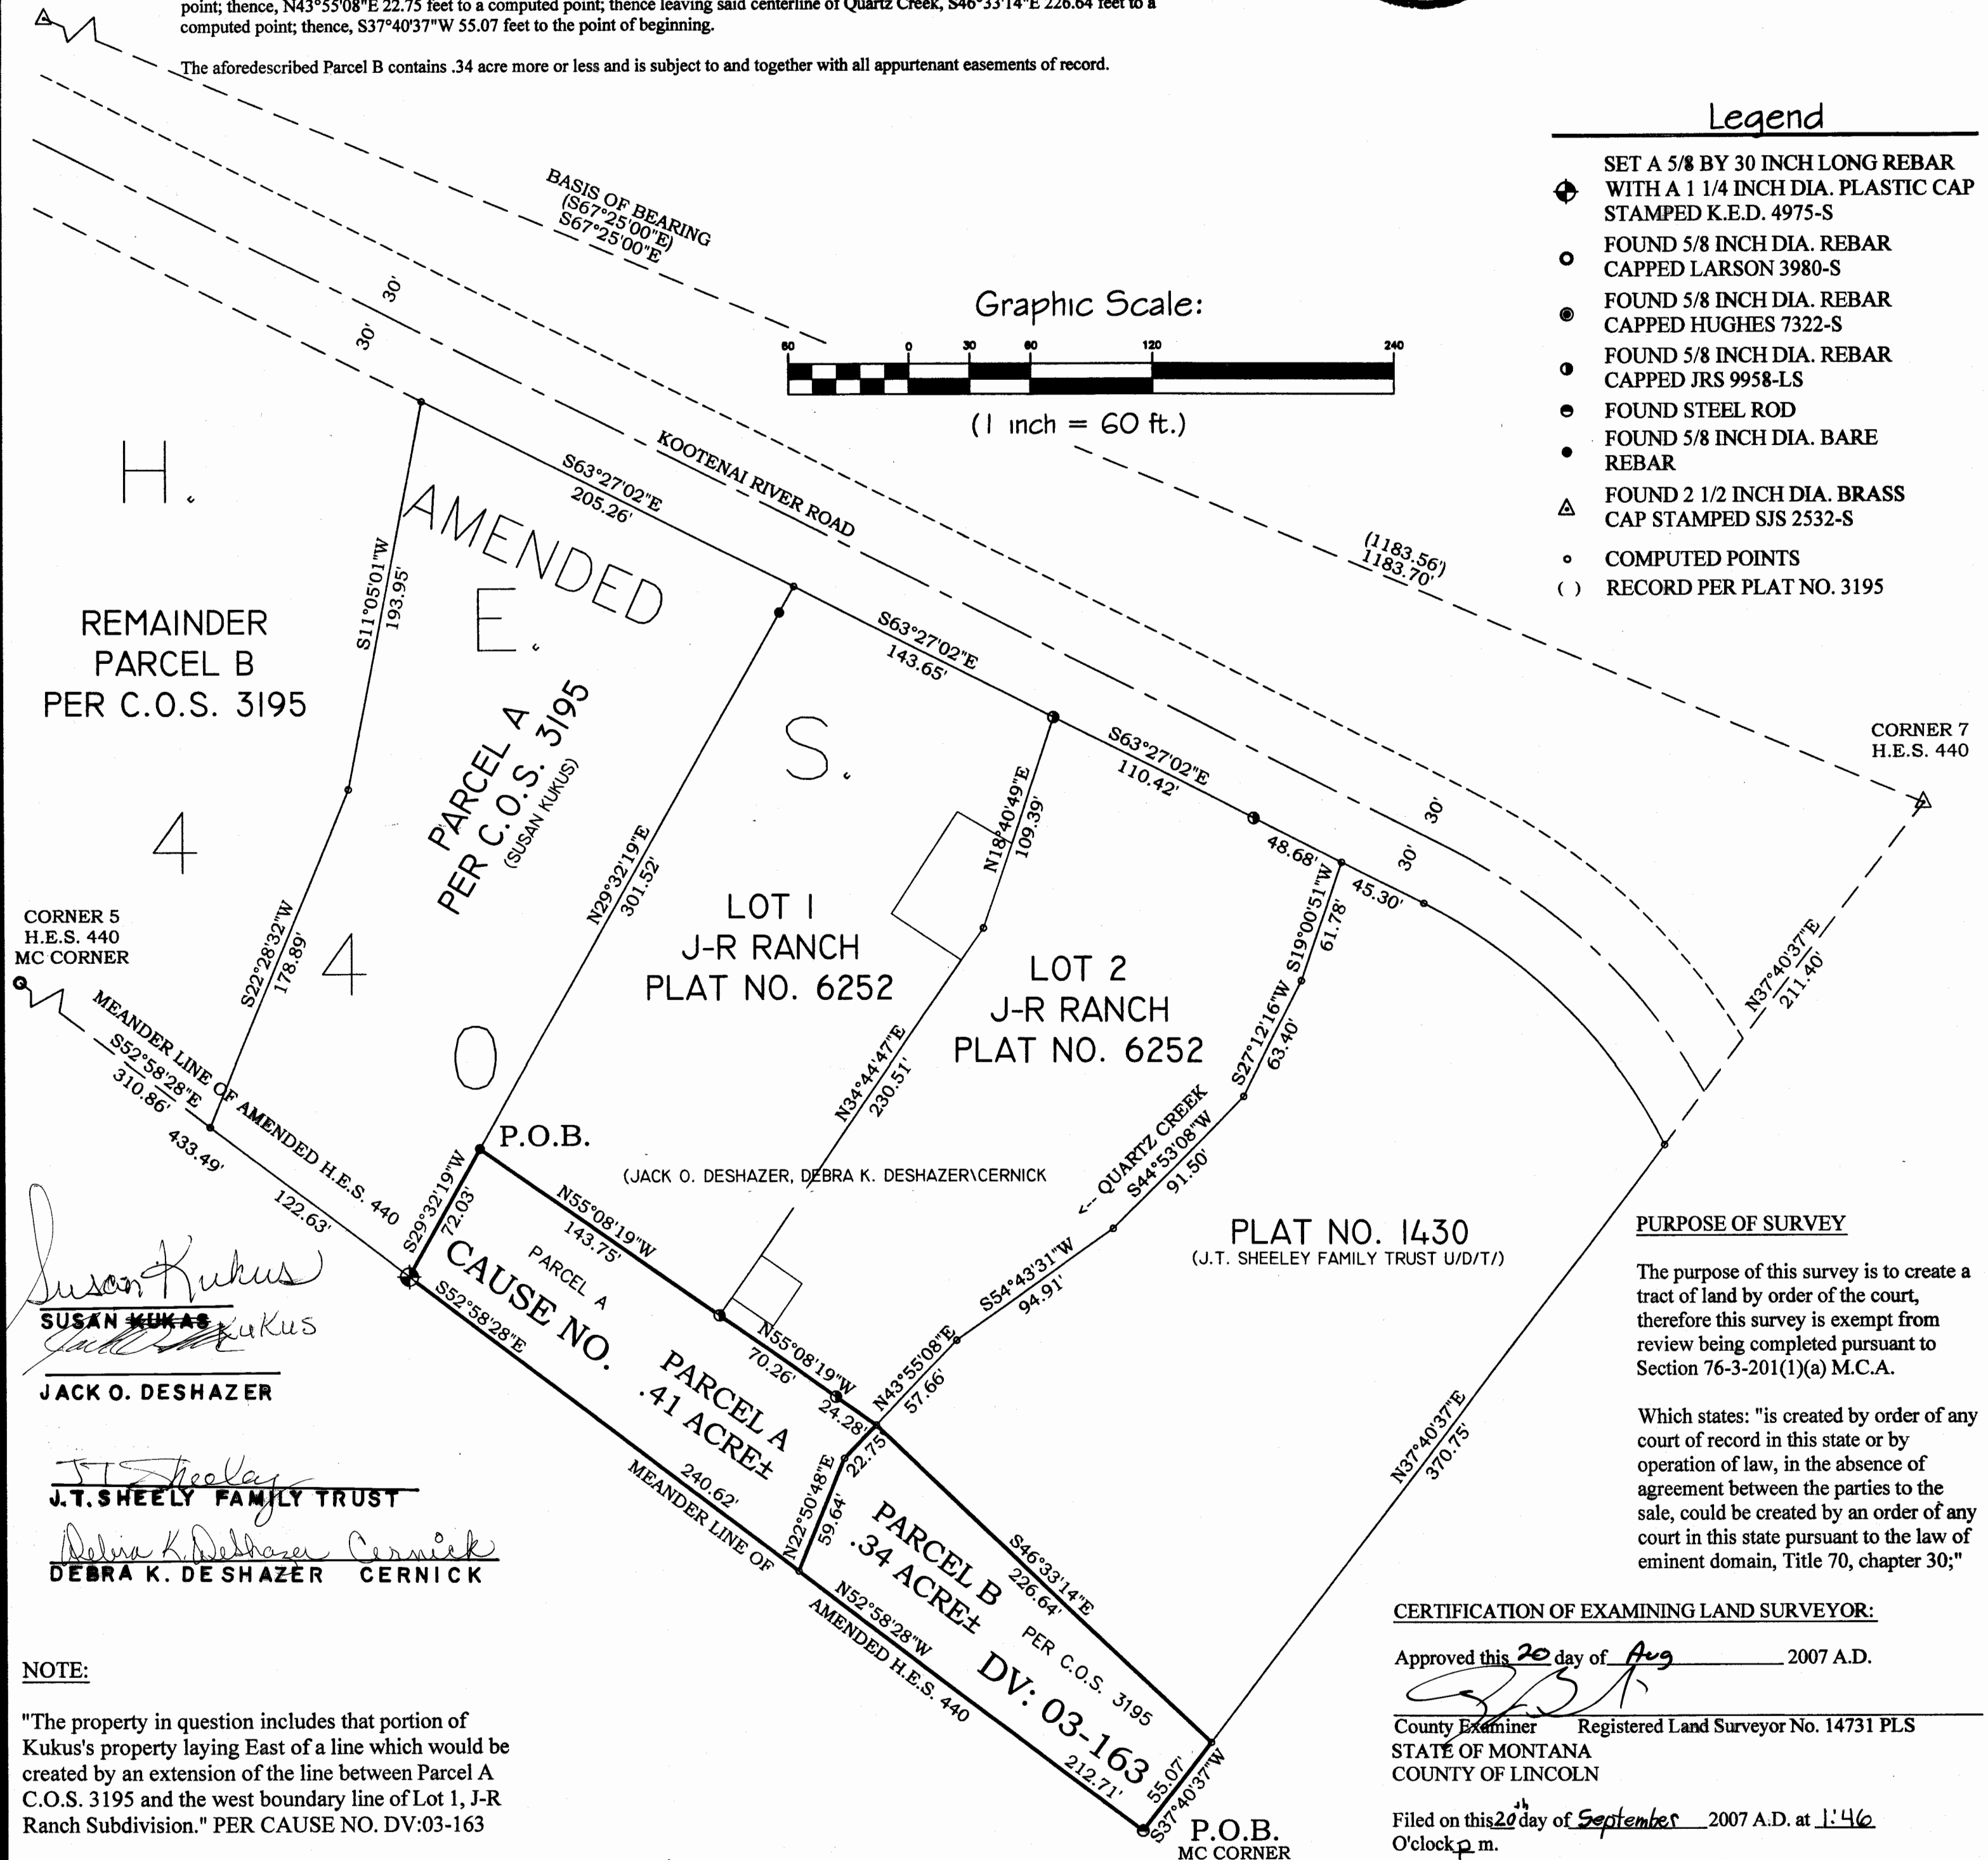 point; thence, N43°55'08"E 22.75 feet to a computed point; thence leaving said centerline of Quartz Creek, S46°33'14"E 226.64 feet to a
computed point; thence, S37°40'37"W 55.07 feet to the point of beginning.
The aforedescribed Parcel B contains .34 acre more or less and is subject to and together with all appurtenant easements of record.
Legend
SET A 5/8 BY 30 INCH LONG REBAR
WITH A 1 1/4 INCH DIA. PLASTIC CAP
STAMPED K.E.D. 4975-S
FOUND 5/8 INCH DIA. REBAR
CAPPED LARSON 3980-S
FOUND 5/8 INCH DIA. REBAR
CAPPED HUGHES 7322-S
FOUND 5/8 INCH DIA. REBAR
CAPPED JRS 9958-LS
FOUND STEEL ROD
FOUND 5/8 INCH DIA. BARE
REBAR
FOUND 2 1/2 INCH DIA. BRASS
CAP STAMPED SJS 2532-S
COMPUTED POINTS
( ) RECORD PER PLAT NO. 3195
BASIS OF BEARING
(S67°25'00"E)
S67°25'00"E
30'
30'
Graphic Scale:
60 0 30 60 120 240
(1 inch = 60 ft.)
KOOTENAI RIVER ROAD
(1183.56')
1183.70'
CORNER 7
H.E.S. 440
S63°27'02"E
205.26'
AMENDED
H.
E.
S.
4
4
0
S11°05'01"W
193.95'
REMAINDER
PARCEL B
PER C.O.S. 3195
PARCEL A
PER C.O.S. 3195
(SUSAN KUKUS)
S63°27'02"E
143.65'
S63°27'02"E
110.42'
48.68'
45.30'
30'
30'
N18°40'49"E
109.39'
N29°32'19"E
301.52'
S19°00'51"W
61.78'
S27°12'16"W
63.40'
N37°40'37"E
211.40'
LOT 1
J-R RANCH
PLAT NO. 6252
LOT 2
J-R RANCH
PLAT NO. 6252
CORNER 5
H.E.S. 440
MC CORNER
S22°28'32"W
178.89'
MEANDER LINE OF AMENDED H.E.S. 440
S52°58'28"E
310.86'
433.49'
122.63'
N34°44'47"E
230.51'
<-- QUARTZ CREEK
S44°53'08"W
91.50'
P.O.B.
(JACK O. DESHAZER, DEBRA K. DESHAZER\CERNICK
S29°32'19"W
72.03'
N55°08'19"W
143.75'
PARCEL A
CAUSE NO.
S52°58'28"E
S54°43'31"W
94.91'
PLAT NO. 1430
(J.T. SHEELEY FAMILY TRUST U/D/T/)
N55°08'19"W
70.26'
24.28'
N43°55'08"E
57.66'
22.75'
PARCEL A
.41 ACRE±
240.62'
MEANDER LINE OF
N22°50'48"E
59.64'
PARCEL B
.34 ACRE±
S46°33'14"E
226.64'
N37°40'37"E
370.75'
N52°58'28"W
AMENDED H.E.S. 440
PER C.O.S. 3195
DV: 03-163
212.71'
55.07'
S37°40'37"W
P.O.B.
MC CORNER
Susan Kukus
SUSAN KUKAS KUKUS
JACK O. DESHAZER
JT Sheeley
J.T. SHEELY FAMILY TRUST
Debra K. Deshazer Cernick
DEBRA K. DESHAZER CERNICK
NOTE:
"The property in question includes that portion of
Kukus's property laying East of a line which would be
created by an extension of the line between Parcel A
C.O.S. 3195 and the west boundary line of Lot 1, J-R
Ranch Subdivision." PER CAUSE NO. DV:03-163
PURPOSE OF SURVEY
The purpose of this survey is to create a
tract of land by order of the court,
therefore this survey is exempt from
review being completed pursuant to
Section 76-3-201(1)(a) M.C.A.
Which states: "is created by order of any
court of record in this state or by
operation of law, in the absence of
agreement between the parties to the
sale, could be created by an order of any
court in this state pursuant to the law of
eminent domain, Title 70, chapter 30;"
CERTIFICATION OF EXAMINING LAND SURVEYOR:
Approved this 20 day of Aug 2007 A.D.
County Examiner Registered Land Surveyor No. 14731 PLS
STATE OF MONTANA
COUNTY OF LINCOLN
Filed on this 20th day of September 2007 A.D. at 1:46
O'clock p m.